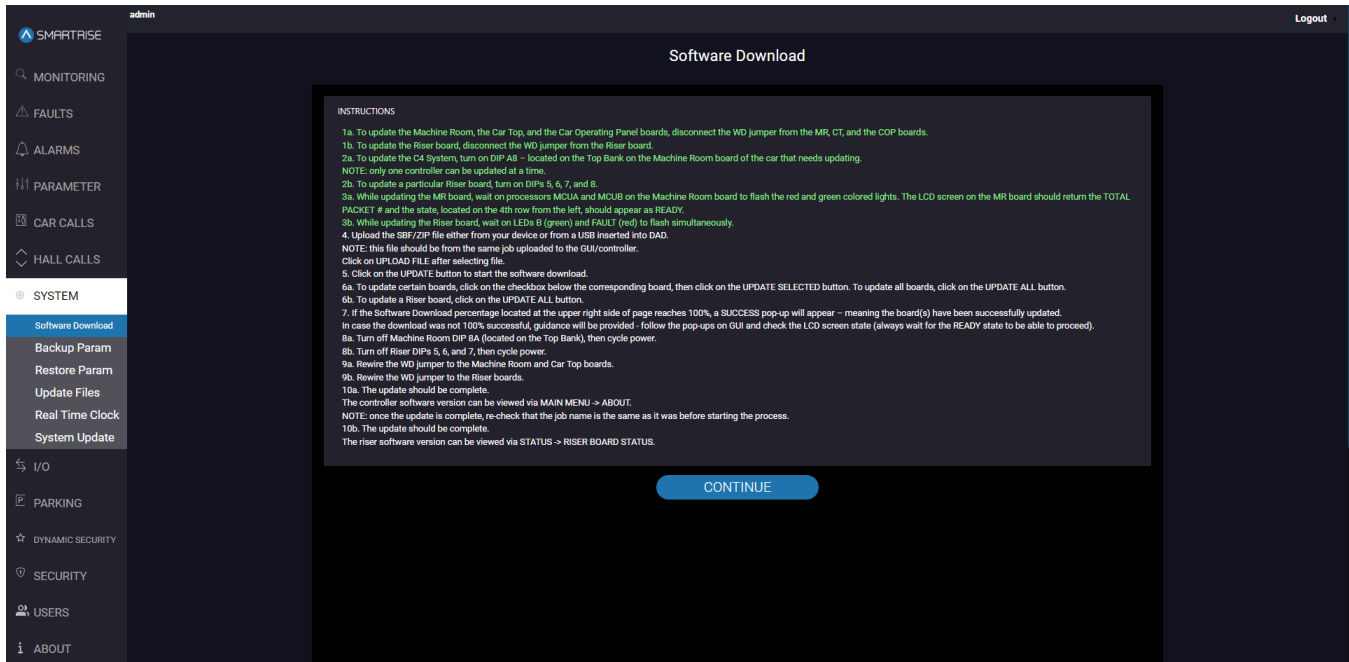 admin
Logout
SMARTRISE
Software Download
MONITORING
FAULTS
ALARMS
PARAMETER
CAR CALLS
HALL CALLS
SYSTEM
Software Download
Backup Param
Restore Param
Update Files
Real Time Clock
System Update
I/O
PARKING
DYNAMIC SECURITY
SECURITY
USERS
ABOUT
INSTRUCTIONS
1a. To update the Machine Room, the Car Top, and the Car Operating Panel boards, disconnect the WD jumper from the MR, CT, and the COP boards.
1b. To update the Riser board, disconnect the WD jumper from the Riser board.
2a. To update the C4 System, turn on DIP A8 – located on the Top Bank on the Machine Room board of the car that needs updating.
NOTE: only one controller can be updated at a time.
2b. To update a particular Riser board, turn on DIPs 5, 6, 7, and 8.
3a. While updating the MR board, wait on processors MCUA and MCUB on the Machine Room board to flash the red and green colored lights. The LCD screen on the MR board should return the TOTAL
PACKET # and the state, located on the 4th row from the left, should appear as READY.
3b. While updating the Riser board, wait on LEDs B (green) and FAULT (red) to flash simultaneously.
4. Upload the SBF/ZIP file either from your device or from a USB inserted into DAD.
NOTE: this file should be from the same job uploaded to the GUI/controller.
Click on UPLOAD FILE after selecting file.
5. Click on the UPDATE button to start the software download.
6a. To update certain boards, click on the checkbox below the corresponding board, then click on the UPDATE SELECTED button. To update all boards, click on the UPDATE ALL button.
6b. To update a Riser board, click on the UPDATE ALL button.
7. If the Software Download percentage located at the upper right side of page reaches 100%, a SUCCESS pop-up will appear – meaning the board(s) have been successfully updated.
In case the download was not 100% successful, guidance will be provided - follow the pop-ups on GUI and check the LCD screen state (always wait for the READY state to be able to proceed).
8a. Turn off Machine Room DIP 8A (located on the Top Bank), then cycle power.
8b. Turn off Riser DIPs 5, 6, and 7, then cycle power.
9a. Rewire the WD jumper to the Machine Room and Car Top boards.
9b. Rewire the WD jumper to the Riser boards.
10a. The update should be complete.
The controller software version can be viewed via MAIN MENU -> ABOUT.
NOTE: once the update is complete, re-check that the job name is the same as it was before starting the process.
10b. The update should be complete.
The riser software version can be viewed via STATUS -> RISER BOARD STATUS.
CONTINUE